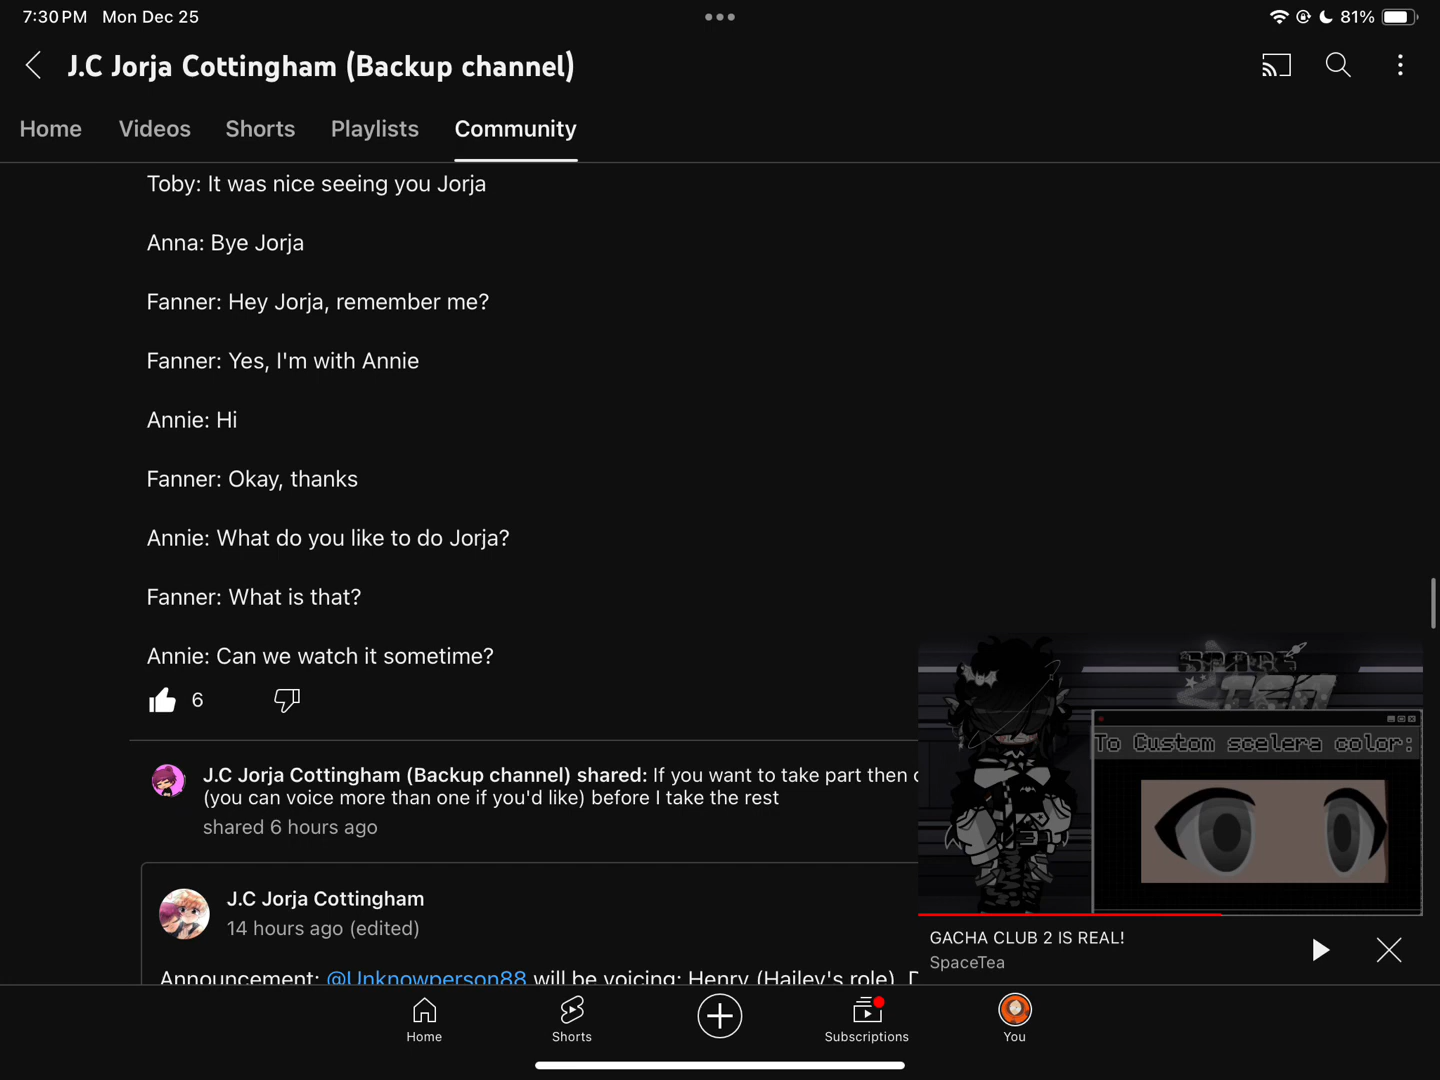 7:30 PM Mon Dec 25
81%
J.C Jorja Cottingham (Backup channel)
Home Videos Shorts Playlists Community
Toby: It was nice seeing you Jorja
Anna: Bye Jorja
Fanner: Hey Jorja, remember me?
Fanner: Yes, I'm with Annie
Annie: Hi
Fanner: Okay, thanks
Annie: What do you like to do Jorja?
Fanner: What is that?
Annie: Can we watch it sometime?
6
J.C Jorja Cottingham (Backup channel) shared: If you want to take part then
(you can voice more than one if you'd like) before I take the rest
shared 6 hours ago
J.C Jorja Cottingham
14 hours ago (edited)
Announcement: @Unknowperson88 will be voicing: Henry (Hailey's role),
SPACE
TEA
To Custom scelera color:
GACHA CLUB 2 IS REAL!
SpaceTea
Home Shorts Subscriptions You